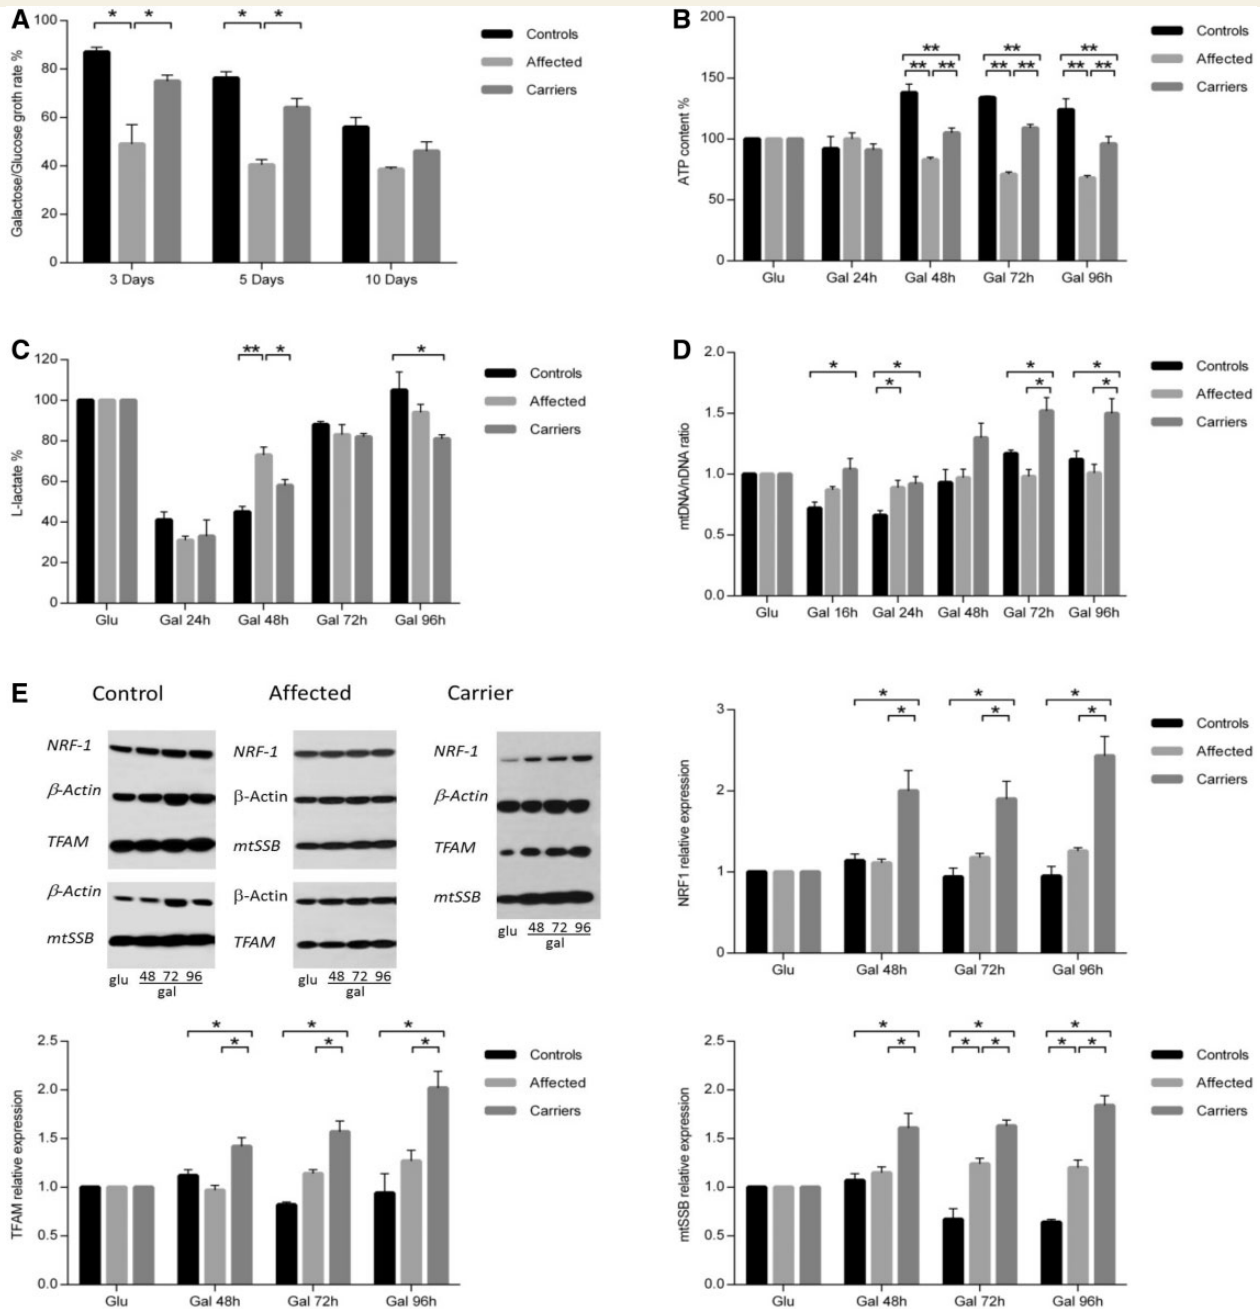 A
* *
* *
100
80
60
40
20
0
Galactose/Glucose groth rate %
3 Days
5 Days
10 Days
Controls
Affected
Carriers
B
** ** **
** ** ** ** ** **
200
150
100
50
0
ATP content %
Glu
Gal 24h
Gal 48h
Gal 72h
Gal 96h
Controls
Affected
Carriers
C
** *
*
120
100
80
60
40
20
0
L-lactate %
Glu
Gal 24h
Gal 48h
Gal 72h
Gal 96h
Controls
Affected
Carriers
D
* * * *
* * *
2.0
1.5
1.0
0.5
0.0
mtDNA/nDNA ratio
Glu
Gal 16h
Gal 24h
Gal 48h
Gal 72h
Gal 96h
Controls
Affected
Carriers
E
Control
NRF-1
β-Actin
TFAM
β-Actin
mtSSB
glu
48 72 96
gal
Affected
NRF-1
β-Actin
mtSSB
β-Actin
TFAM
glu
48 72 96
gal
Carrier
NRF-1
β-Actin
TFAM
mtSSB
glu
48 72 96
gal
* * *
* * *
3
2
1
0
NRF1 relative expression
Glu
Gal 48h
Gal 72h
Gal 96h
Controls
Affected
Carriers
* * *
* * *
2.5
2.0
1.5
1.0
0.5
0.0
TFAM relative expression
Glu
Gal 48h
Gal 72h
Gal 96h
Controls
Affected
Carriers
* * *
* * * * *
2.5
2.0
1.5
1.0
0.5
0.0
mtSSB relative expression
Glu
Gal 48h
Gal 72h
Gal 96h
Controls
Affected
Carriers